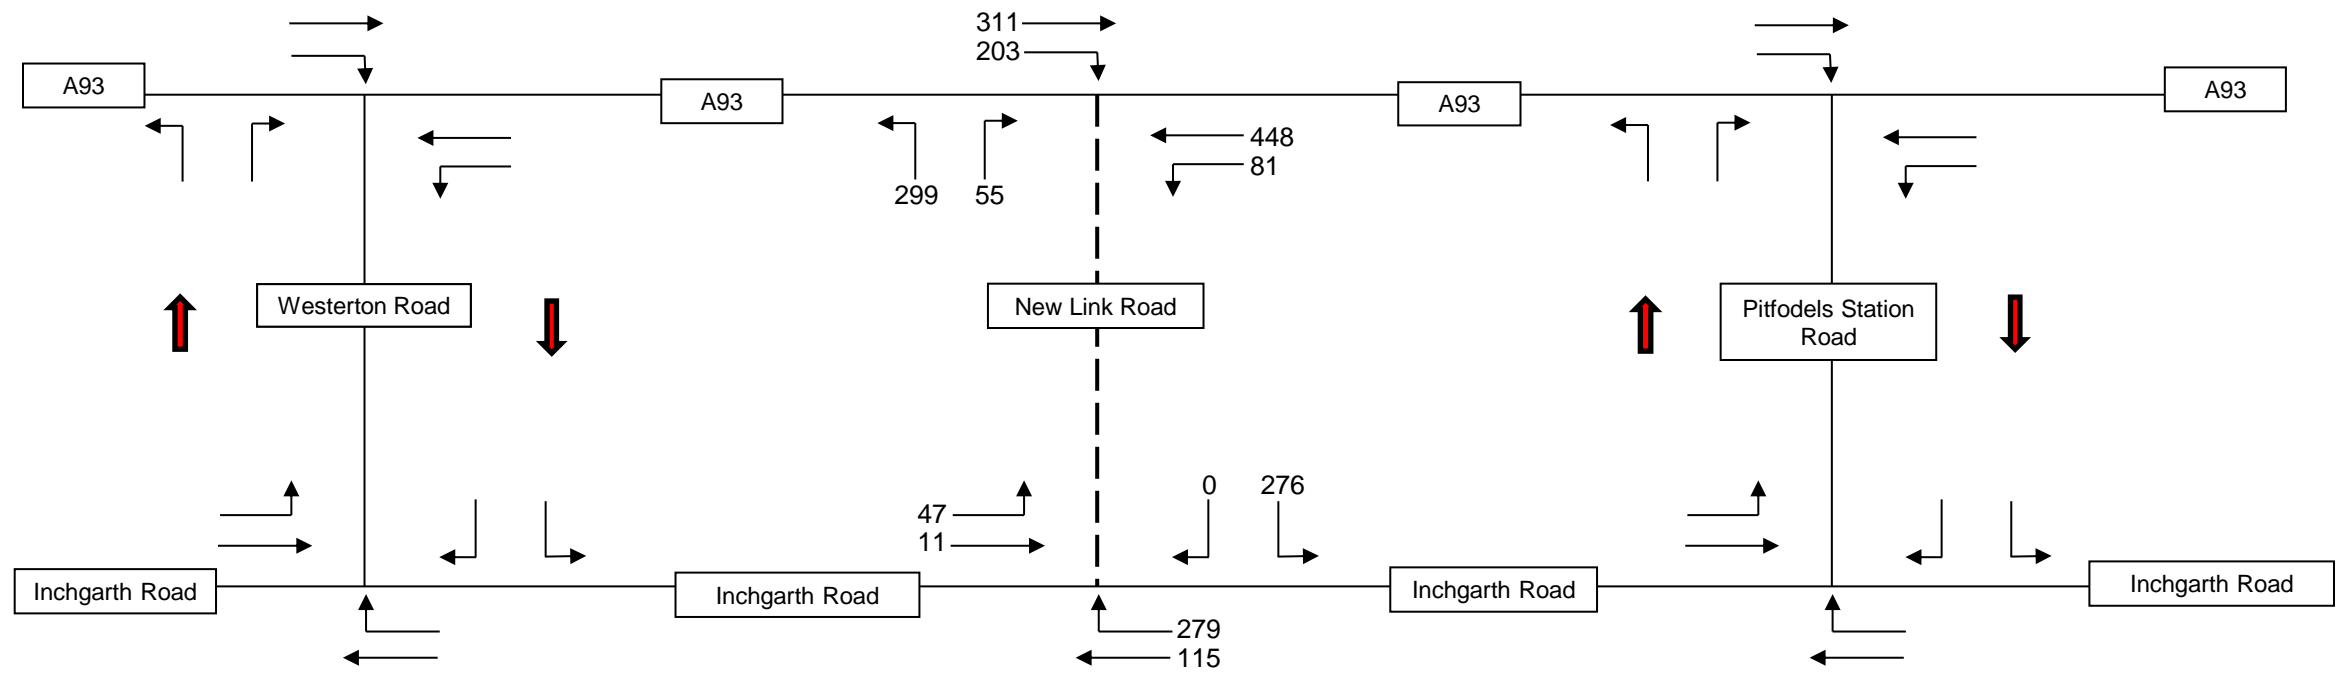 311
203
A93
A93
A93
A93
448
81
299
55
Westerton Road
New Link Road
Pitfodels Station
Road
0
276
47
11
Inchgarth Road
Inchgarth Road
Inchgarth Road
Inchgarth Road
279
115